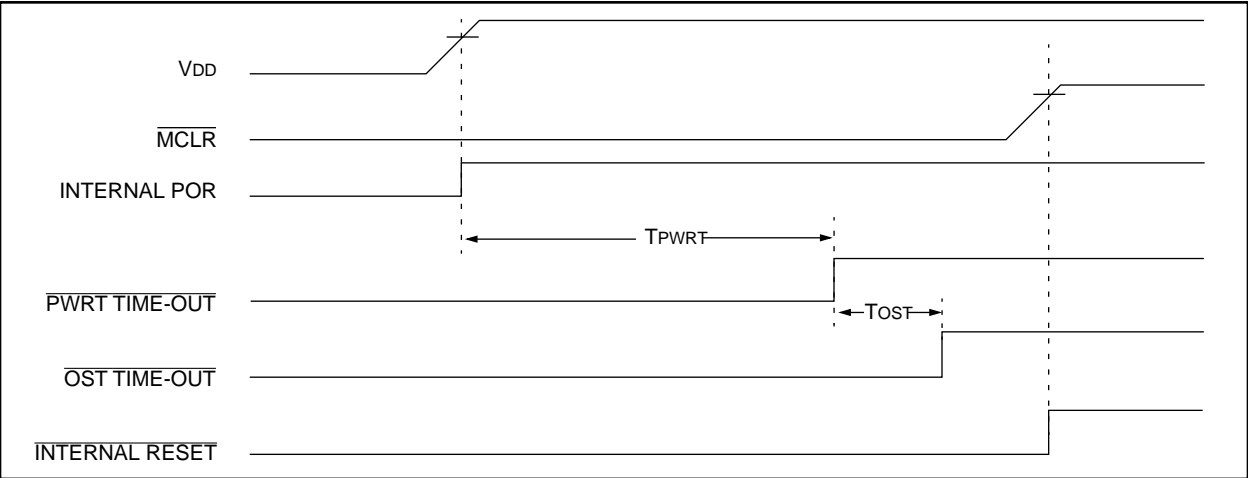 VDD
MCLR
INTERNAL POR
TPWRT
PWRT TIME-OUT
TOST
OST TIME-OUT
INTERNAL RESET